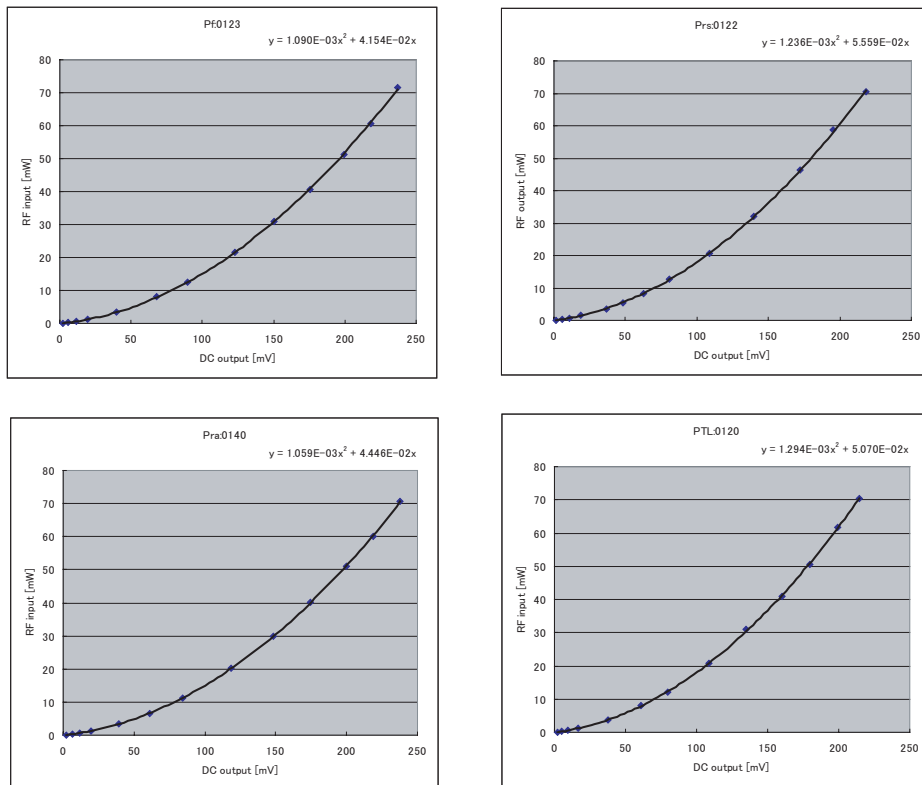 Pf:0123
y = 1.090E-03x² + 4.154E-02x
80
70
60
50
40
30
20
10
0
RF input [mW]
0 50 100 150 200 250
DC output [mV]
Prs:0122
y = 1.236E-03x² + 5.559E-02x
80
70
60
50
40
30
20
10
0
RF output [mW]
0 50 100 150 200 250
DC output [mV]
Pra:0140
y = 1.059E-03x² + 4.446E-02x
80
70
60
50
40
30
20
10
0
RF input [mW]
0 50 100 150 200 250
DC output [mV]
PTL:0120
y = 1.294E-03x² + 5.070E-02x
80
70
60
50
40
30
20
10
0
RF input [mW]
0 50 100 150 200 250
DC output [mV]